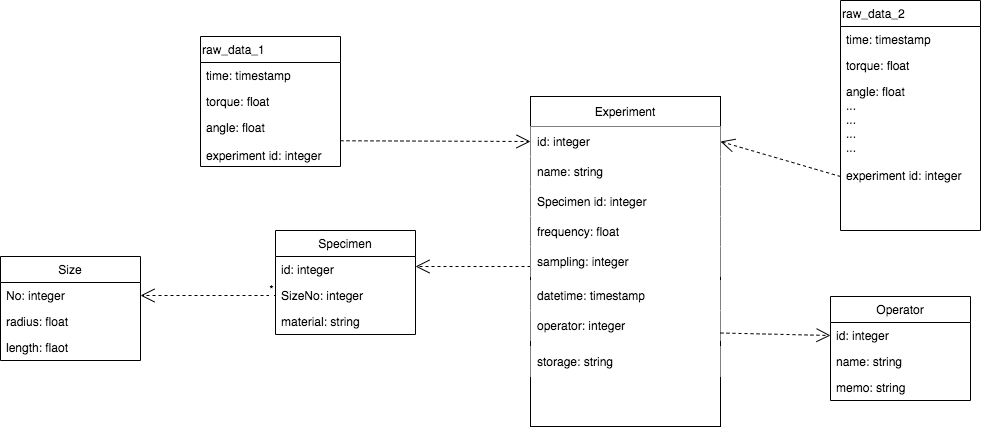 raw_data_1
time: timestamp
torque: float
angle: float
experiment id: integer
raw_data_2
time: timestamp
torque: float
angle: float
...
...
...
...
experiment id: integer
Experiment
id: integer
name: string
Specimen id: integer
frequency: float
sampling: integer
datetime: timestamp
operator: integer
storage: string
Size
No: integer
radius: float
length: flaot
Specimen
id: integer
*
SizeNo: integer
material: string
Operator
id: integer
name: string
memo: string